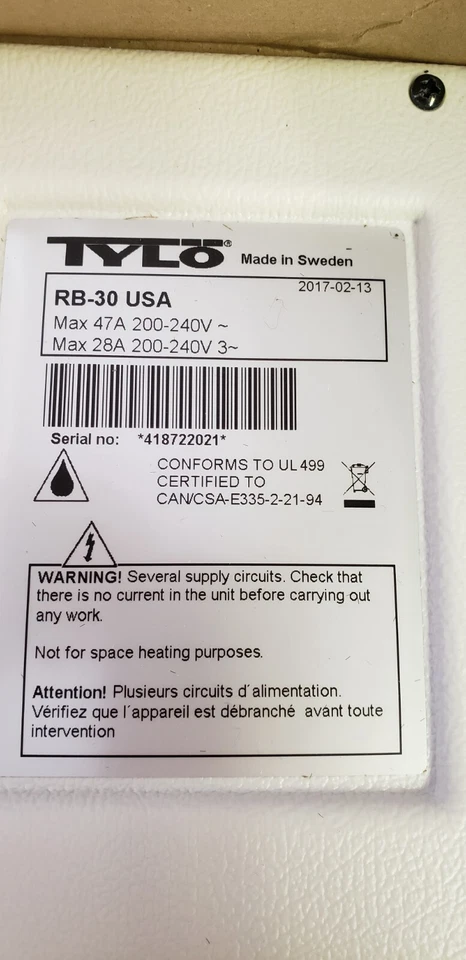 TYLÖ® Made in Sweden
2017-02-13
RB-30 USA
Max 47A 200-240V ~
Max 28A 200-240V 3~
Serial no: *418722021*
CONFORMS TO UL 499
CERTIFIED TO
CAN/CSA-E335-2-21-94
WARNING! Several supply circuits. Check that
there is no current in the unit before carrying out
any work.
Not for space heating purposes.
Attention! Plusieurs circuits d´alimentation.
Vérifiez que l´appareil est débranché avant toute
intervention